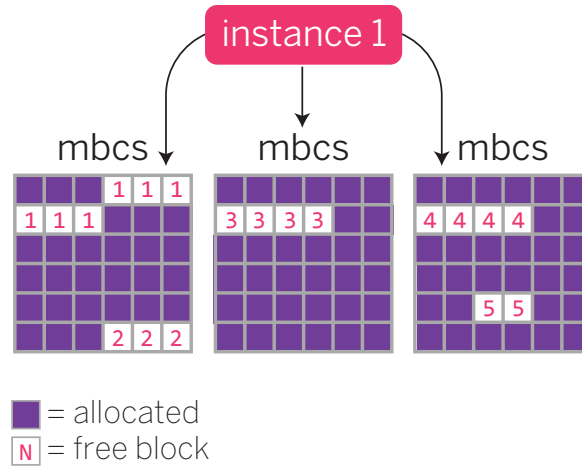 instance 1
mbcs mbcs mbcs
1 1 1
1 1 1 3 3 3 3 4 4 4 4
5 5
2 2 2
= allocated
N = free block